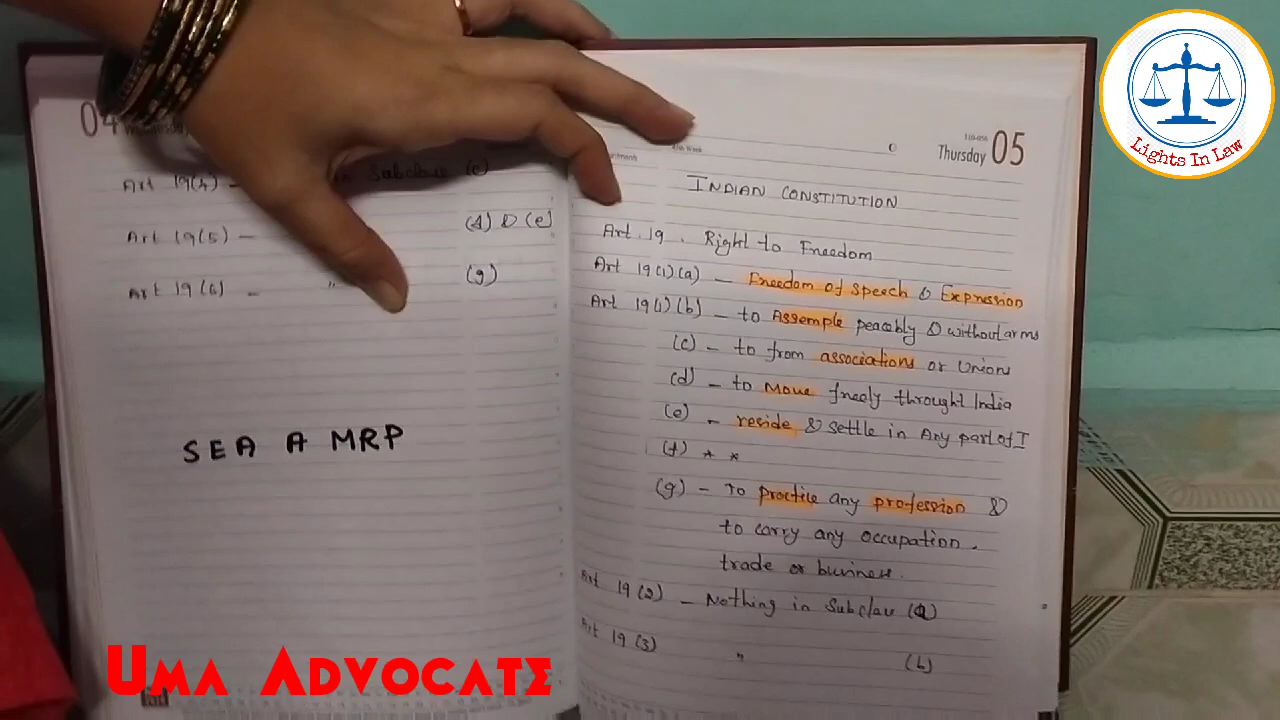 04 Wednesday
Art 19(4) - in Subclause (c)
Art 19(5) - (d) & (e)
Art 19(6) - " (g)
SEA A MRP
Thursday 05
INDIAN CONSTITUTION
Art. 19. Right to Freedom
Art 19(1)(a) - Freedom of speech & Expression
Art 19(1)(b) - to Assemple peacebly & without arms
(c) - to from associations or Unions
(d) - to Move freely throught India
(e) - reside & settle in Any part of I
(f) * *
(g) - To practice any profession &
to carry any occupation.
trade or business.
Art 19(2) - Nothing in Subclau (a)
Art 19(3) " (b)
Lights In Law
Uma Advocate